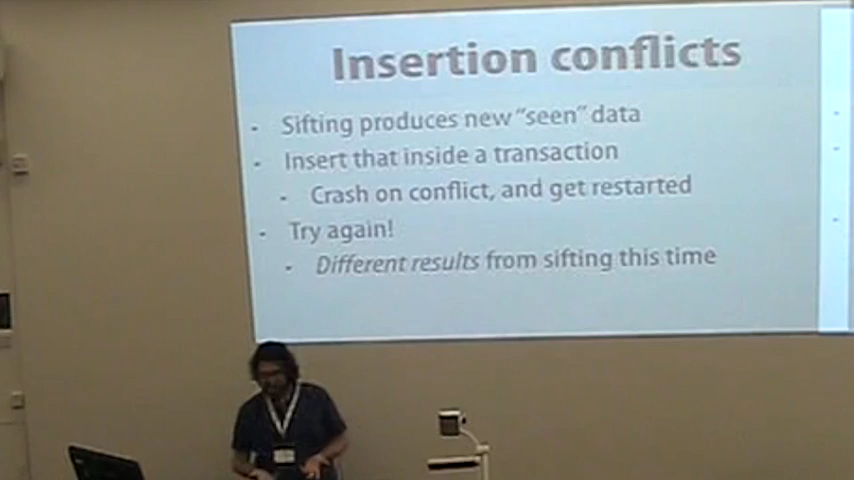 Insertion conflicts
- Sifting produces new “seen” data
- Insert that inside a transaction
- Crash on conflict, and get restarted
- Try again!
- Different results from sifting this time